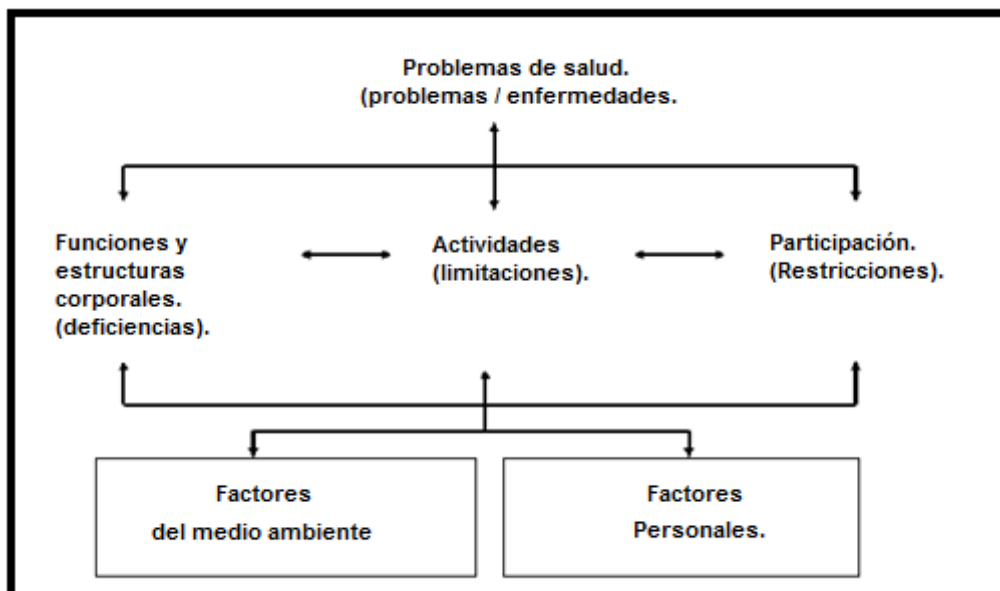 Problemas de salud.
(problemas / enfermedades.
Funciones y
estructuras
corporales.
(deficiencias).
Actividades
(limitaciones).
Participación.
(Restricciones).
Factores
del medio ambiente
Factores
Personales.